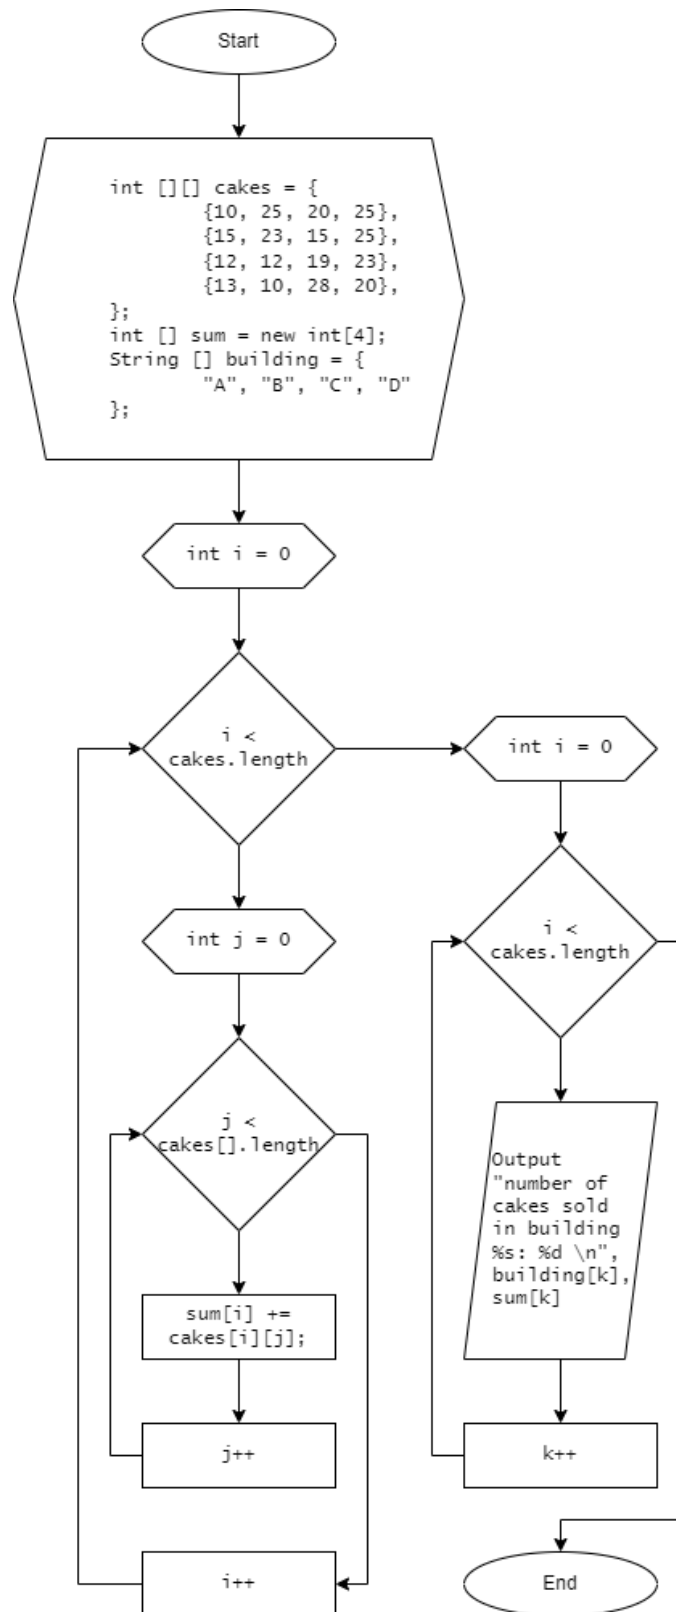 Start
int [][] cakes = {
{10, 25, 20, 25},
{15, 23, 15, 25},
{12, 12, 19, 23},
{13, 10, 28, 20},
};
int [] sum = new int[4];
String [] building = {
"A", "B", "C", "D"
};
int i = 0
i <
cakes.length
int j = 0
j <
cakes[].length
sum[i] +=
cakes[i][j];
j++
i++
int i = 0
i <
cakes.length
Output
"number of
cakes sold
in building
%s: %d \n",
building[k],
sum[k]
k++
End